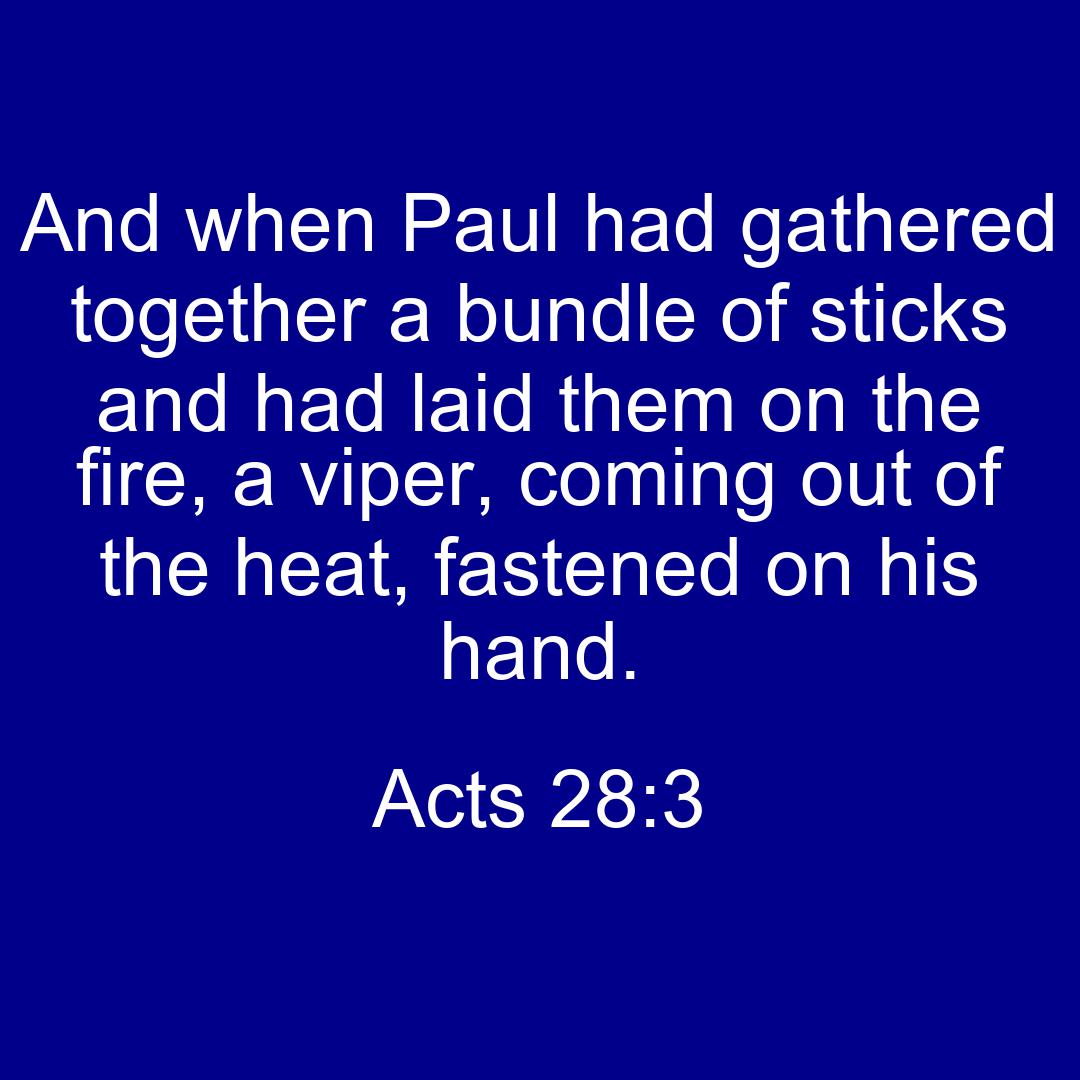 And when Paul had gathered
together a bundle of sticks
and had laid them on the
fire, a viper, coming out of
the heat, fastened on his
hand.
Acts 28:3